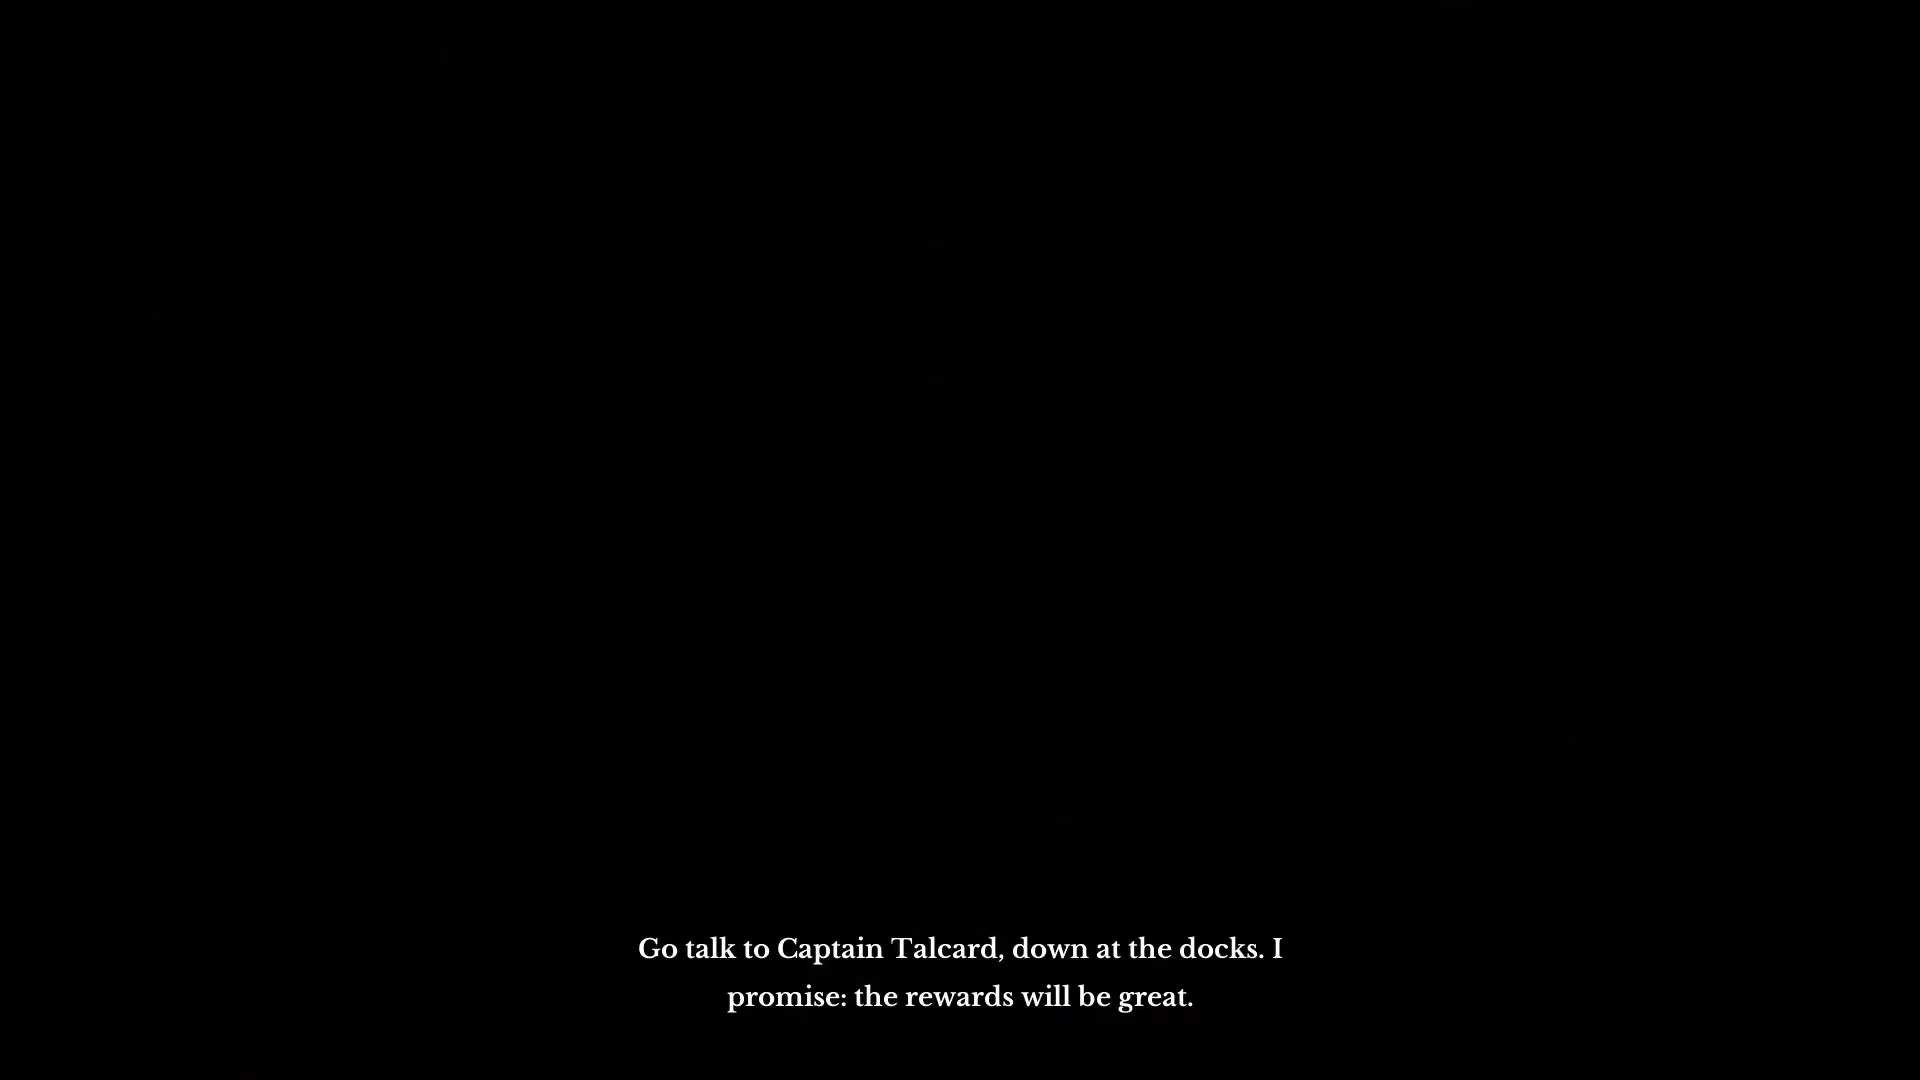 Go talk to Captain Talcard, down at the docks. I
promise: the rewards will be great.